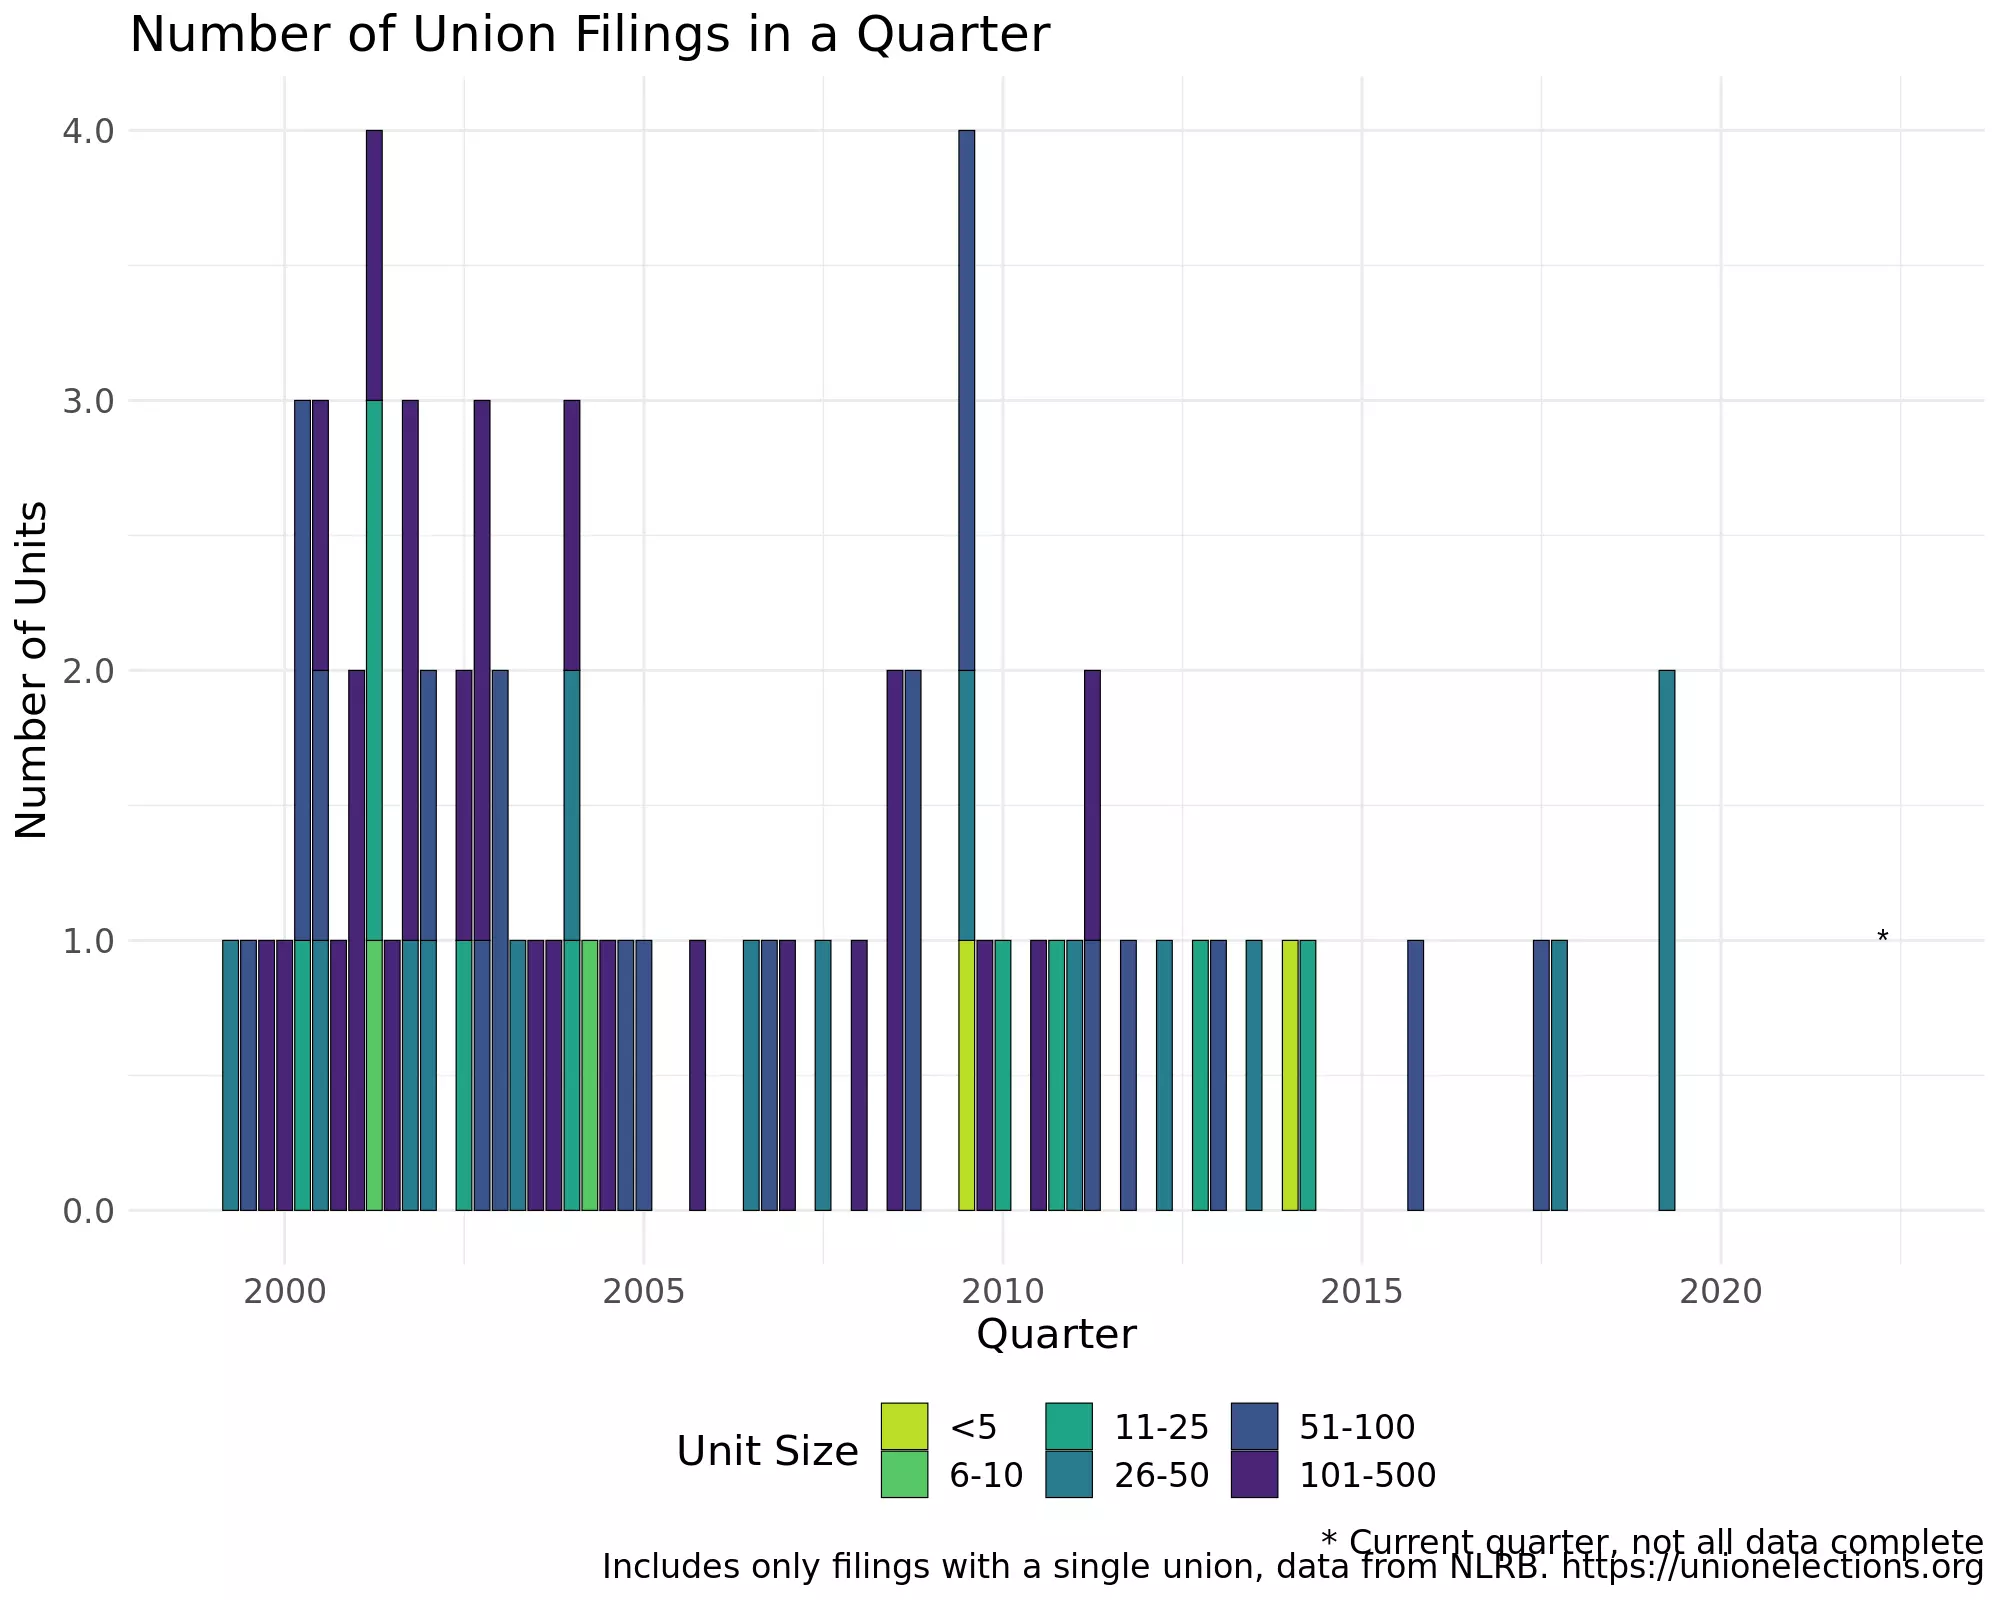 Number of Union Filings in a Quarter
Number of Units
4.0
3.0
2.0
1.0
0.0
*
2000 2005 2010 2015 2020
Quarter
Unit Size
<5 11-25 51-100
6-10 26-50 101-500
* Current quarter, not all data complete
Includes only filings with a single union, data from NLRB. https://unionelections.org